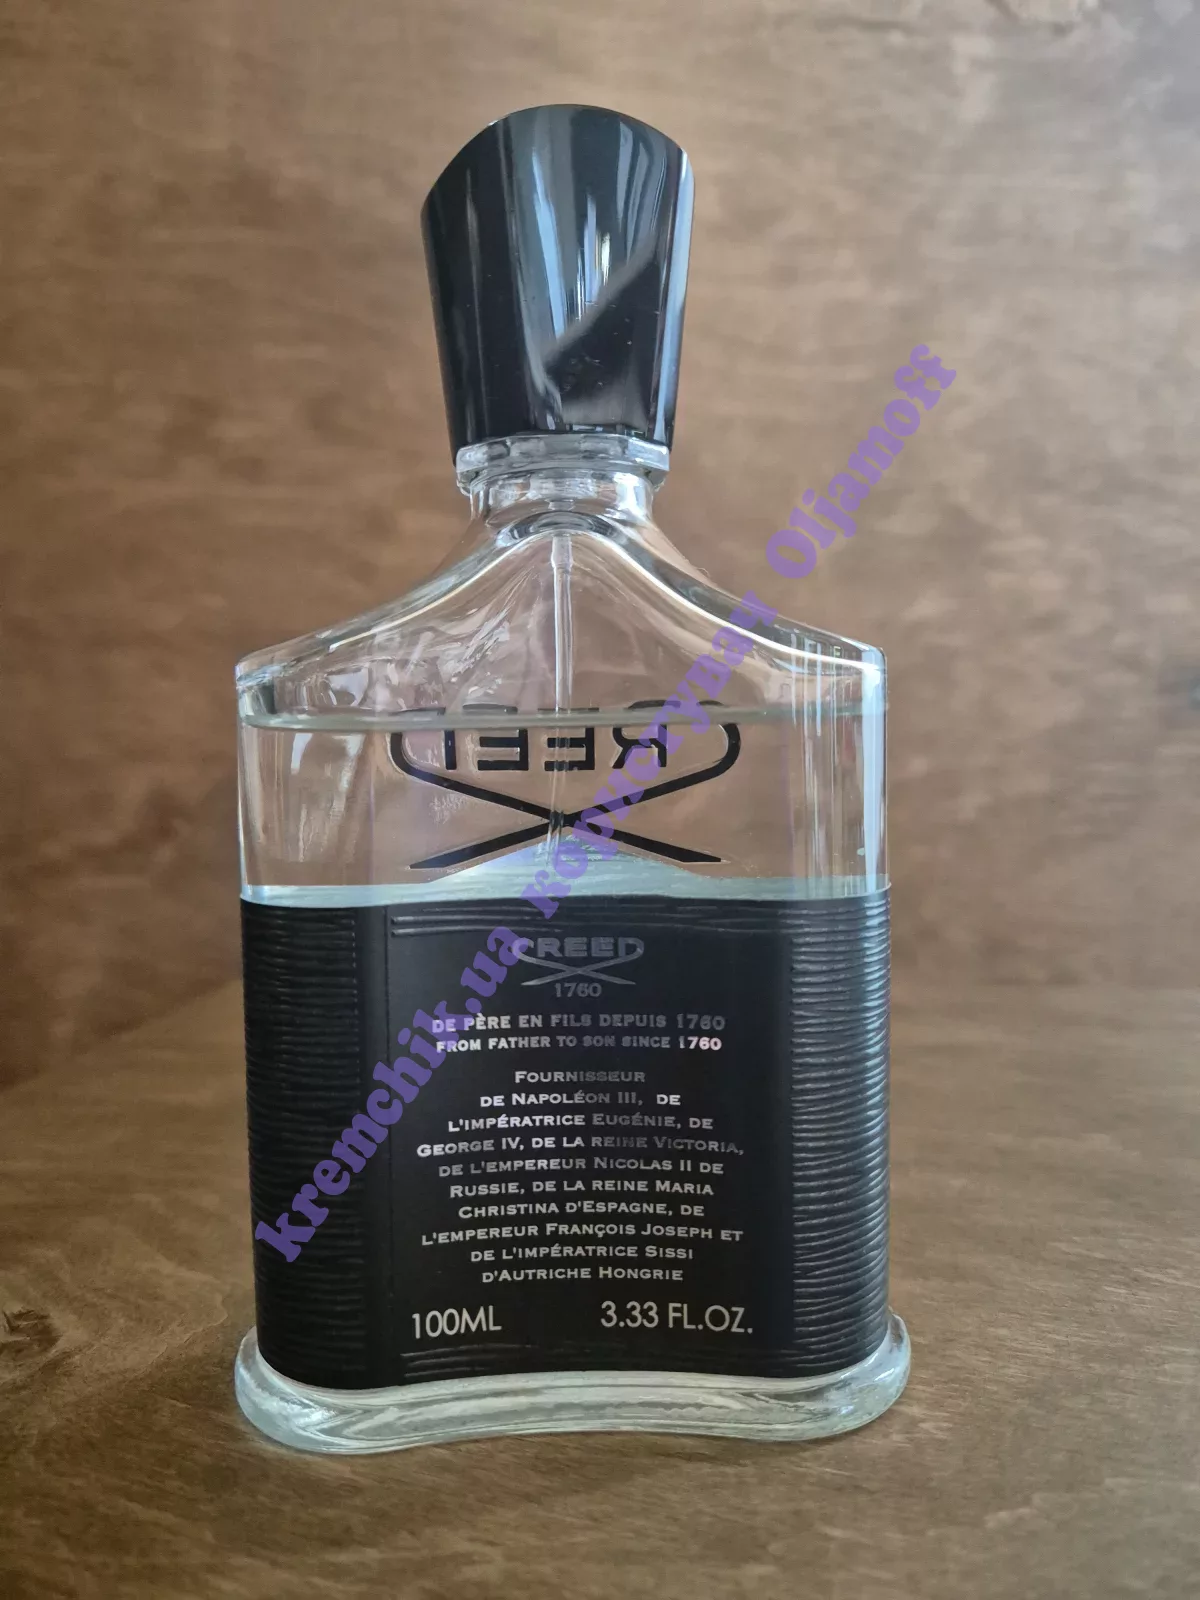 CREED
CREED
1760
DE PÈRE EN FILS DEPUIS 1760
FROM FATHER TO SON SINCE 1760
FOURNISSEUR
DE NAPOLÉON III, DE
L'IMPÉRATRICE EUGÉNIE, DE
GEORGE IV, DE LA REINE VICTORIA,
DE L'EMPEREUR NICOLAS II DE
RUSSIE, DE LA REINE MARIA
CHRISTINA D'ESPAGNE, DE
L'EMPEREUR FRANÇOIS JOSEPH ET
DE L'IMPÉRATRICE SISSI
D'AUTRICHE HONGRIE
100ML 3.33 FL.OZ.
kremchik.ua користувач Oljamoff